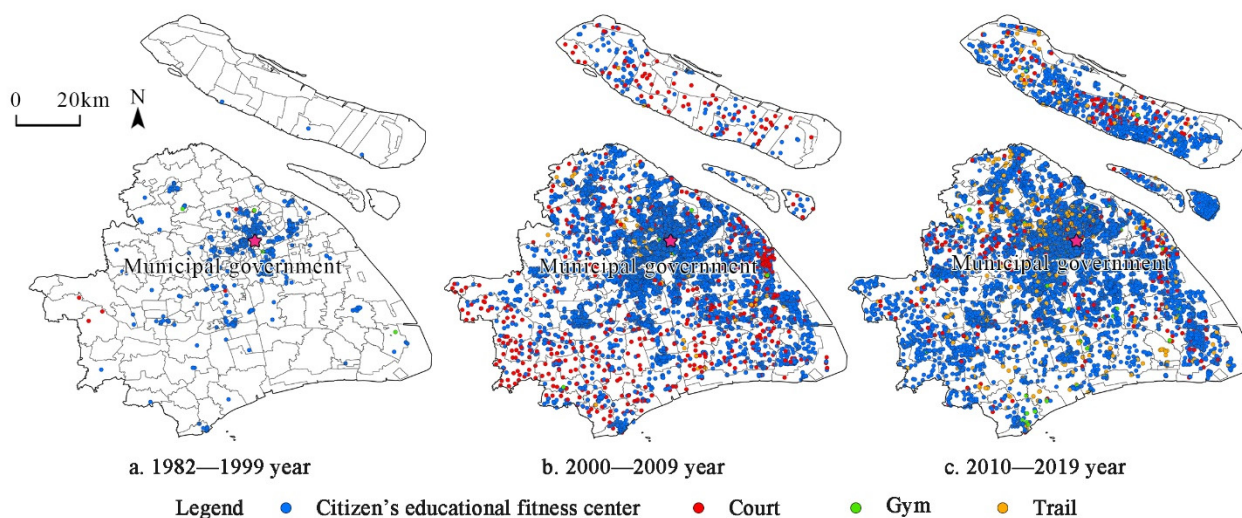 0 20km N
Municipal government
Municipal government
Municipal government
a. 1982—1999 year
b. 2000—2009 year
c. 2010—2019 year
Legend Citizen's educational fitness center Court Gym Trail